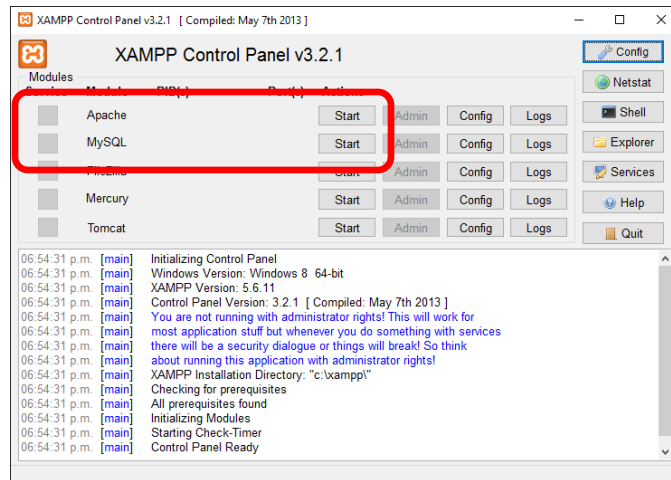 XAMPP Control Panel v3.2.1 [ Compiled: May 7th 2013 ]
XAMPP Control Panel v3.2.1
Config
Modules
Netstat
Service Module PID(s) Port(s) Actions
Apache Start Admin Config Logs
Shell
MySQL Start Admin Config Logs
Explorer
FileZilla Start Admin Config Logs
Services
Mercury Start Admin Config Logs
Help
Tomcat Start Admin Config Logs
Quit
06:54:31 p.m. [main] Initializing Control Panel
06:54:31 p.m. [main] Windows Version: Windows 8 64-bit
06:54:31 p.m. [main] XAMPP Version: 5.6.11
06:54:31 p.m. [main] Control Panel Version: 3.2.1 [ Compiled: May 7th 2013 ]
06:54:31 p.m. [main] You are not running with administrator rights! This will work for
06:54:31 p.m. [main] most application stuff but whenever you do something with services
06:54:31 p.m. [main] there will be a security dialogue or things will break! So think
06:54:31 p.m. [main] about running this application with administrator rights!
06:54:31 p.m. [main] XAMPP Installation Directory: "c:\xampp\"
06:54:31 p.m. [main] Checking for prerequisites
06:54:31 p.m. [main] All prerequisites found
06:54:31 p.m. [main] Initializing Modules
06:54:31 p.m. [main] Starting Check-Timer
06:54:31 p.m. [main] Control Panel Ready